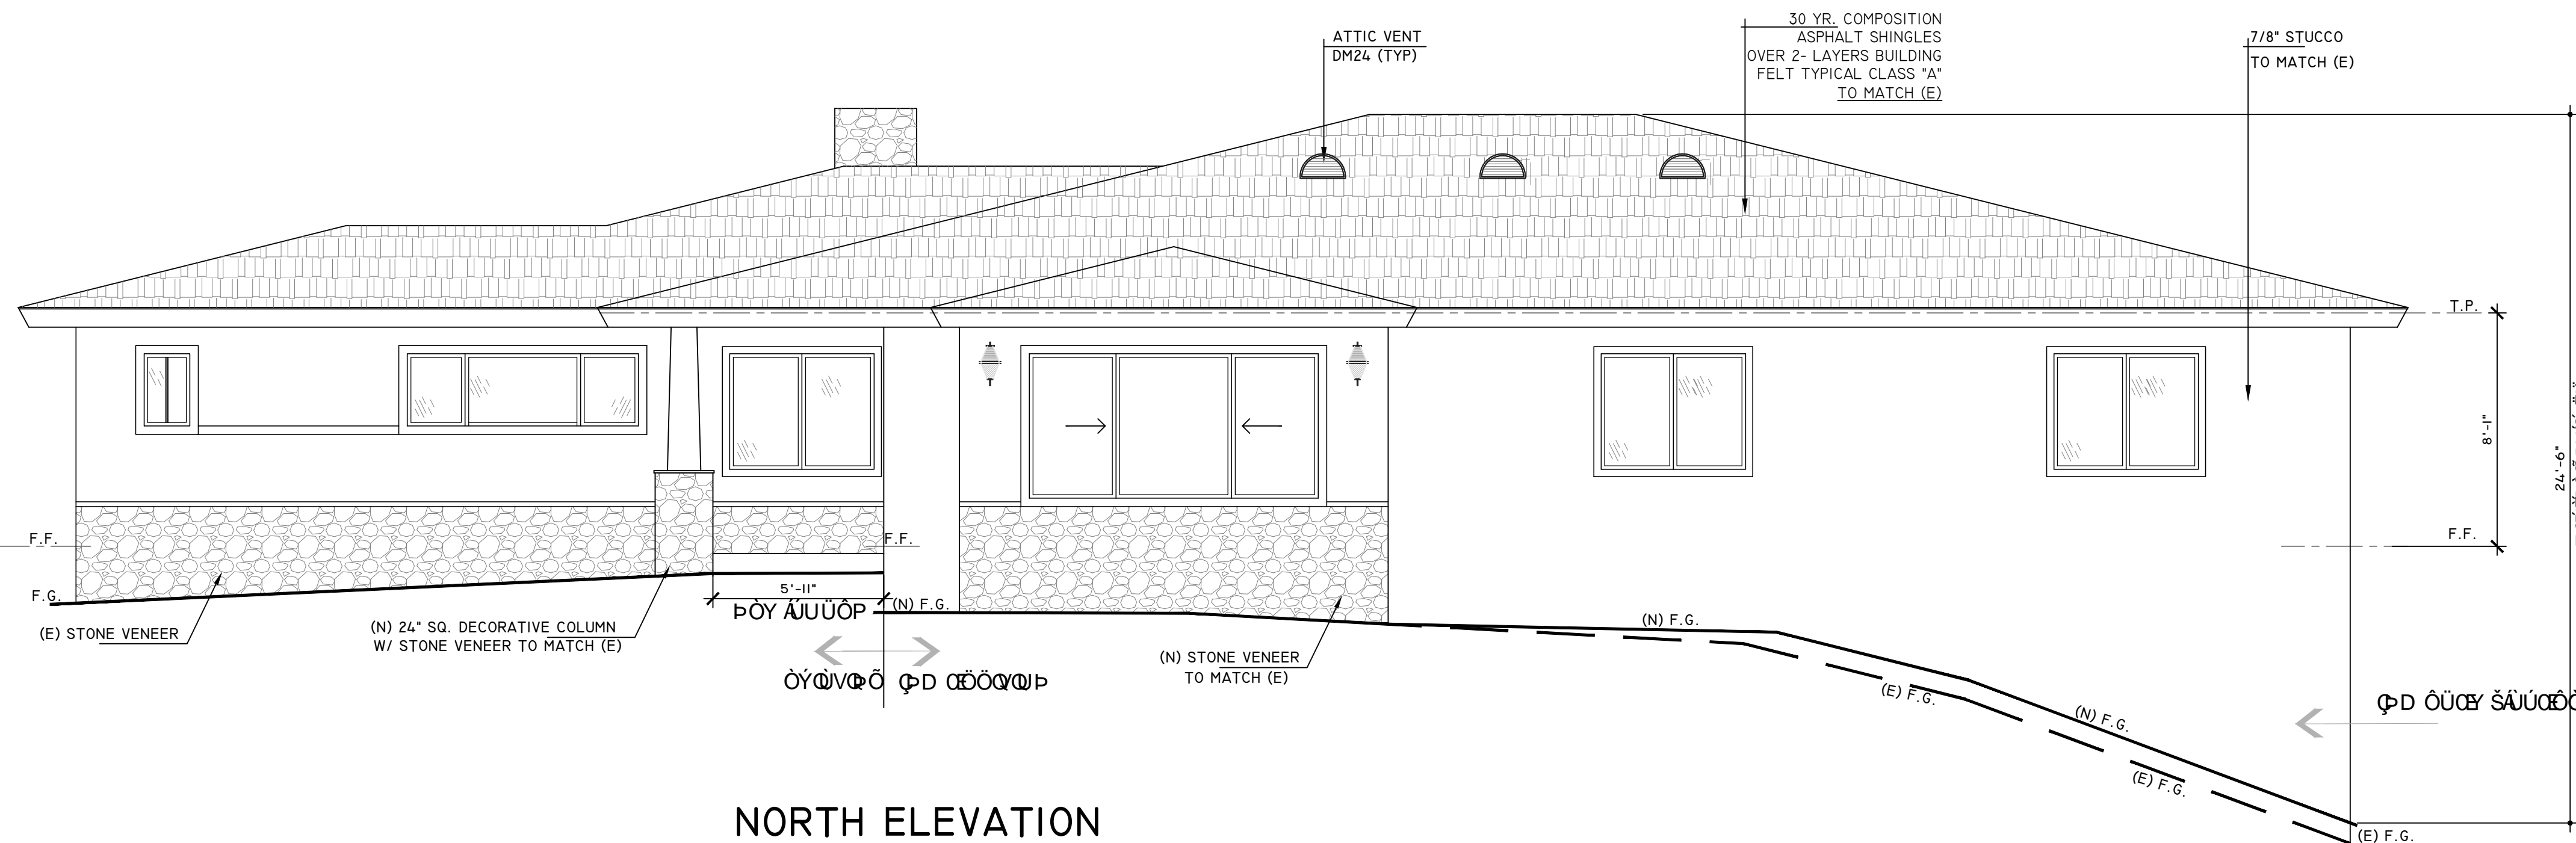 ATTIC VENT
DM24 (TYP)
30 YR. COMPOSITION
ASPHALT SHINGLES
OVER 2- LAYERS BUILDING
FELT TYPICAL CLASS "A"
TO MATCH (E)
7/8" STUCCO
TO MATCH (E)
T.P.
8'-1"
24'-6"
F.F.
F.F.
F.F.
F.G.
(E) STONE VENEER
(N) 24" SQ. DECORATIVE COLUMN
W/ STONE VENEER TO MATCH (E)
5'-11"
(N) F.G.
(N) STONE VENEER
TO MATCH (E)
(N) F.G.
(E) F.G.
(N) F.G.
(E) F.G.
(E) F.G.
NORTH ELEVATION